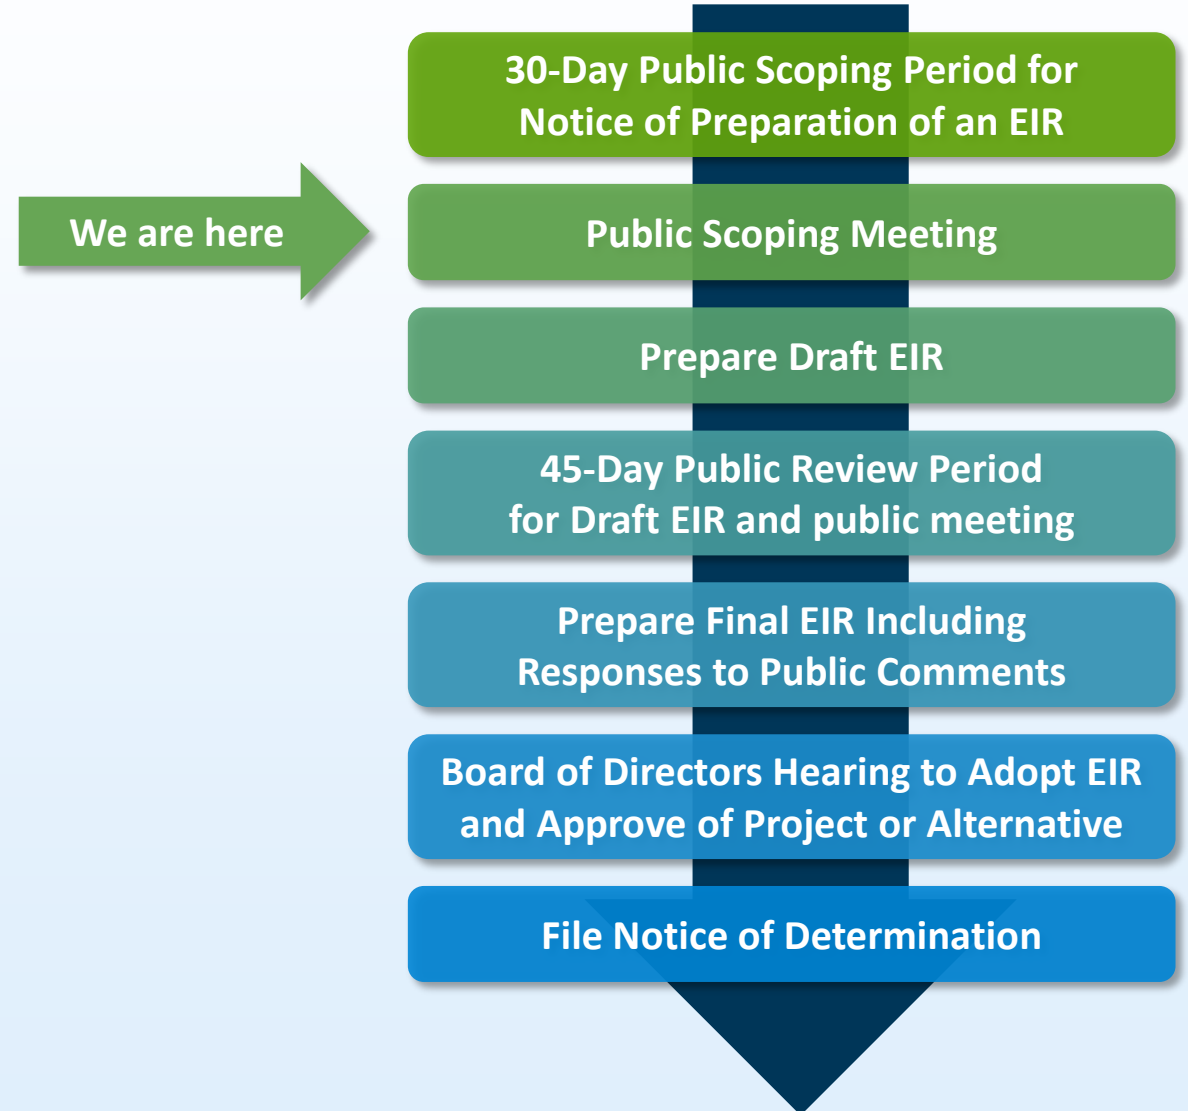 30-Day Public Scoping Period for
Notice of Preparation of an EIR
We are here
Public Scoping Meeting
Prepare Draft EIR
45-Day Public Review Period
for Draft EIR and public meeting
Prepare Final EIR Including
Responses to Public Comments
Board of Directors Hearing to Adopt EIR
and Approve of Project or Alternative
File Notice of Determination